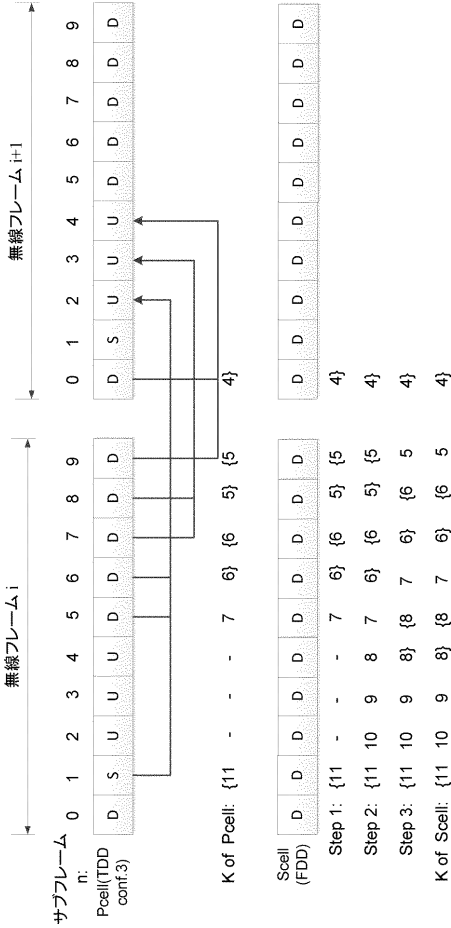 無線フレーム i 無線フレーム i+1
サブフレーム
n: 0 1 2 3 4 5 6 7 8 9 0 1 2 3 4 5 6 7 8 9
Pcell(TDD
conf.3) D S U U U D D D D D D S U U U D D D D D
K of Pcell: {11 - - - 7 6} {6 5} {5 4}
Scell
(FDD) D D D D D D D D D D D D D D D D D D D D
Step 1: {11 - - - 7 6} {6 5} {5 4}
Step 2: {11 10 9 8 7 6} {6 5} {5 4}
Step 3: {11 10 9 8} {8 7 6} {6 5 4}
K of Scell: {11 10 9 8} {8 7 6} {6 5 4}